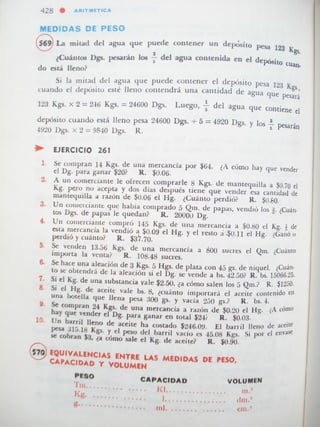 428 • ARITMETICA
MEDIDAS DE PESO
569 La mitad del agua que puede contener un depósito pesa 123 Kgs.
¿Cuántos Dgs. pesarán los 2/5 del agua contenida en el depósito cuan-
do está lleno?
Si la mitad del agua que puede contener el depósito pesa 123 Kgs.,
cuando el depósito esté lleno contendrá una cantidad de agua que pesará
123 Kgs. x 2 = 246 Kgs. = 24600 Dgs. Luego, 1/5 del agua que contiene el
depósito cuando está lleno pesa 24600 Dgs. ÷ 5 = 4920 Dgs. y los 2/5 pesarán
4920 Dgs. x 2 = 9840 Dgs. R.
EJERCICIO 261
1. Se compran 14 Kgs. de una mercancía por $64. ¿A cómo hay que vender
el Dg. para ganar $20? R. $0.06.
2. A un comerciante le ofrecen comprarle 8 Kgs. de mantequilla a $0.70 el
Kg. pero no acepta y dos días después tiene que vender esa cantidad de
mantequilla a razón de $0.06 el Hg. ¿Cuánto perdió? R. $0.80.
3. Un comerciante que había comprado 5 Qm. de papas, vendió los
¿Cuán-
tos Dgs. de papas le quedan? R. 20000 Dg.
4. Un comerciante compró 145 Kgs. de una mercancía a $0.80 el Kg.
de
esta mercancía la vendió a $0.09 el Hg. y el resto a $0.11 el Hg. ¿Ganó o
perdió y cuánto? R. $37.70.
5. Se venden 13.56 Kgs. de una mercancía a 800 sucres el Qm. ¿Cuánto
importa la venta? R. 108.48 sucres.
6. Se hace una aleación de 3 Kgs. 5 Hgs. de plata con 45 gs. de níquel. ¿Cuán-
to se obtendrá de la aleación si el Dg. se vende a bs. 42.50? R. bs. 15066.25.
7. Si el Kg. de una substancia vale $2.50, ¿a cómo salen los 5 Qm.? R. $1250.
8. Si el Hg. de aceite vale bs. 8, ¿cuánto importará el aceite contenido en
una botella que llena pesa 300 gs. y vacía 250 gs.? R. bs. 4.
9. Se compran 24 Kgs. de una mercancía a razón de $0.20 el Hg. ¿A cómo
hay que vender el Dg. para ganar en total $24? R. $0.03.
10. Un barril lleno de aceite ha costado $246.09. El barril lleno de aceite
pesa 315.18 Kgs. y el peso del barril vacío es 45.08 Kgs. Si por el envase
se cobran $3, ¿a cómo sale el Kg. de aceite? R. $0.90.
570 EQUIVALENCIAS ENTRE LAS MEDIDAS DE PESO,
CAPACIDAD Y VOLUMEN
PESO CAPACIDAD VOLUMEN
Tm. Kl. m.³
Kg. l. dm.³
g. ml. cm.³